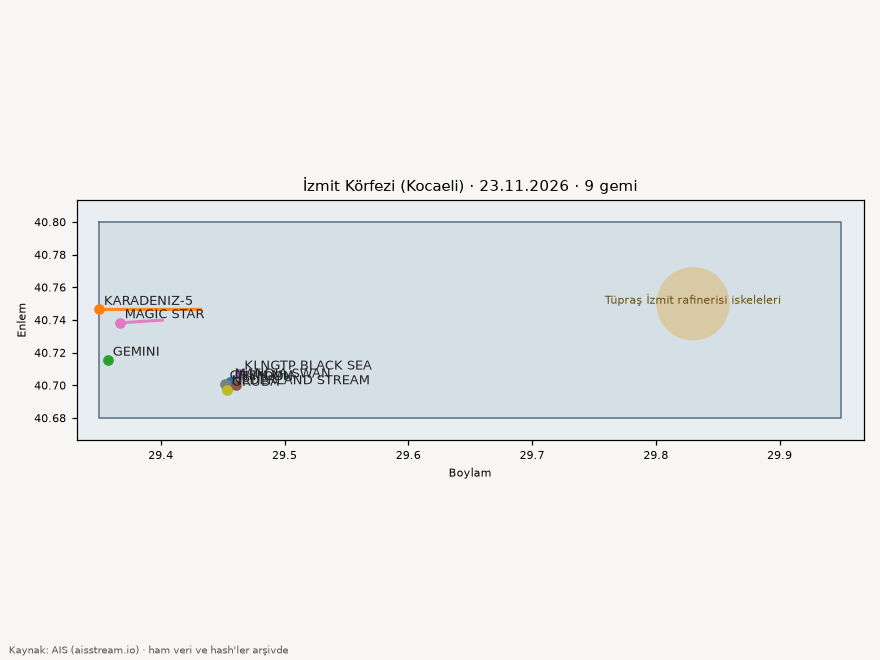 İzmit Körfezi (Kocaeli) · 23.11.2026 · 9 gemi
40.80
40.78
40.76
40.74
40.72
40.70
40.68
Enlem
KARADENIZ-5
MAGIC STAR
GEMINI
KLNGTP BLACK SEA
SWAN
LAND STREAM
Tüpraş İzmit rafinerisi iskeleleri
29.4
29.5
29.6
29.7
29.8
29.9
Boylam
Kaynak: AIS (aisstream.io) · ham veri ve hash'ler arşivde